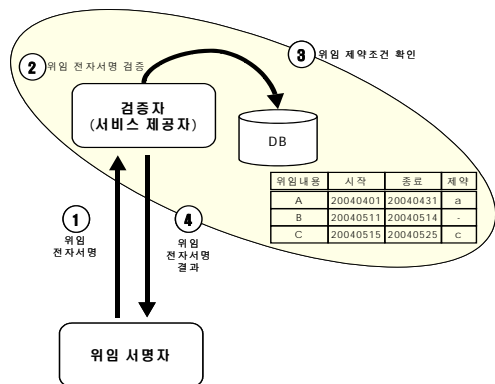 3 위임 제약조건 확인
2 위임 전자서명 검증
검증자
(서비스 제공자)
DB
위임내용 시작 종료 제약
A 20040401 20040431 a
B 20040511 20040514 -
C 20040515 20040525 c
1
위임
전자서명
4
위임
전자서명
결과
위임 서명자